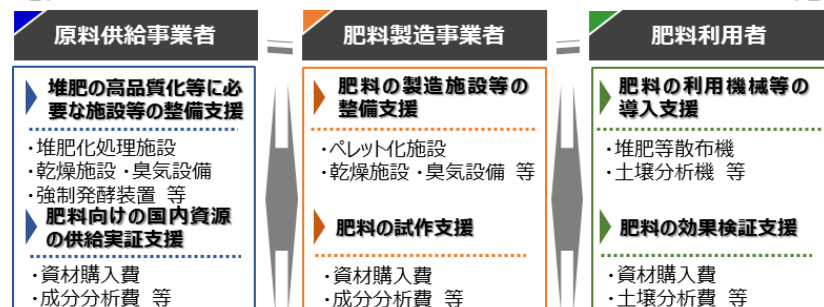 原料供給事業者
堆肥の高品質化等に必
要な施設等の整備支援
・堆肥化処理施設
・乾燥施設・臭気設備
・強制発酵装置 等
肥料向けの国内資源
の供給実証支援
・資材購入費
・成分分析費 等
肥料製造事業者
肥料の製造施設等の
整備支援
・ペレット化施設
・乾燥施設・臭気設備 等
肥料の試作支援
・資材購入費
・成分分析費 等
肥料利用者
肥料の利用機械等の
導入支援
・堆肥等散布機
・土壌分析機 等
肥料の効果検証支援
・資材購入費
・土壌分析費 等